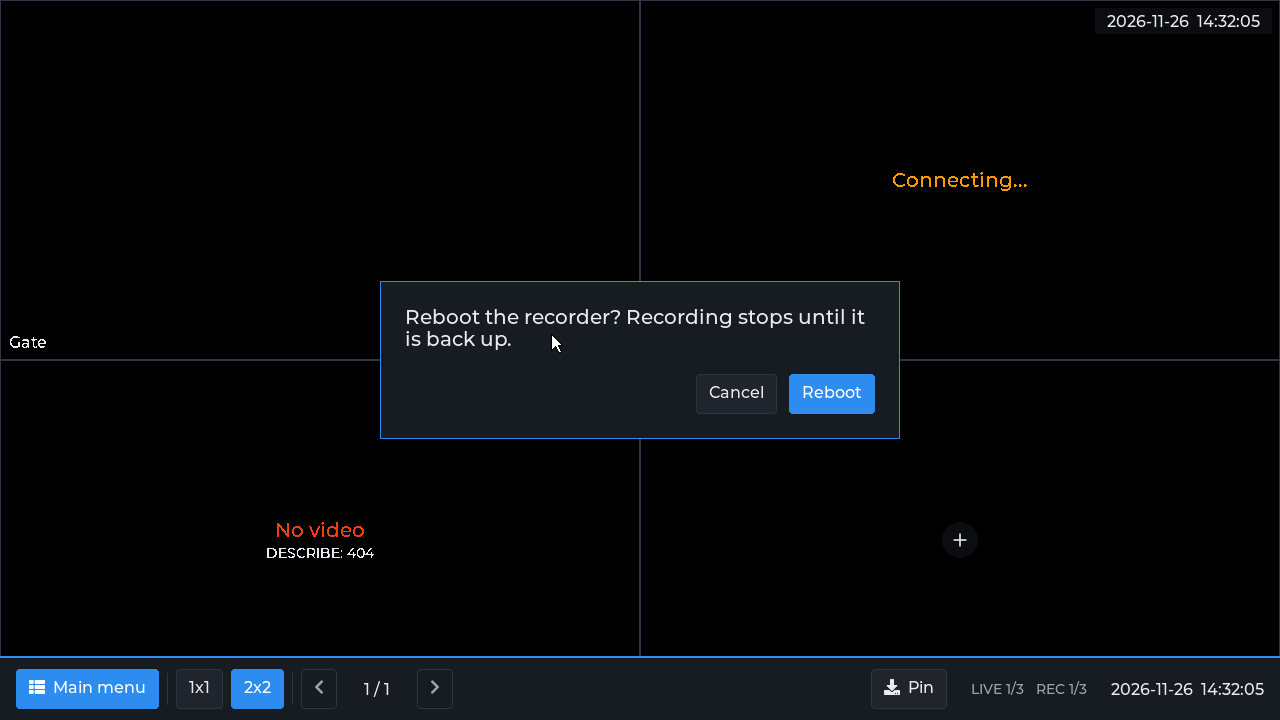 2026-11-26 14:32:05
Connecting...
Reboot the recorder? Recording stops until it
is back up.
Gate
Cancel
Reboot
No video
DESCRIBE: 404
+
Main menu
1x1
2x2
1 / 1
Pin
LIVE 1/3
REC 1/3
2026-11-26 14:32:05